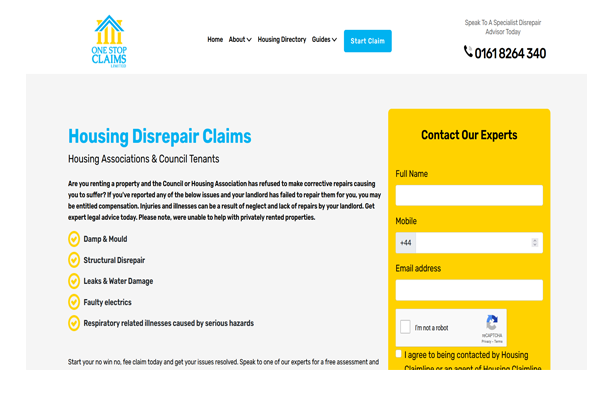 ONE STOP
CLAIMS
LIMITED
Home About Housing Directory Guides Start Claim
Speak To A Specialist Disrepair
Advisor Today
0161 8264 340
Housing Disrepair Claims
Housing Associations & Council Tenants
Are you renting a property and the Council or Housing Association has refused to make corrective repairs causing
you to suffer? If you've reported any of the below issues and your landlord has failed to repair them for you, you may
be entitled compensation. Injuries and illnesses can be a result of neglect and lack of repairs by your landlord. Get
expert legal advice today. Please note, were unable to help with privately rented properties.
Damp & Mould
Structural Disrepair
Leaks & Water Damage
Faulty electrics
Respiratory related illnesses caused by serious hazards
Start your no win no, fee claim today and get your issues resolved. Speak to one of our experts for a free assessment and
Contact Our Experts
Full Name
Mobile
+44
Email address
I'm not a robot
reCAPTCHA
Privacy - Terms
I agree to being contacted by Housing
Claimline or an agent of Housing Claimline